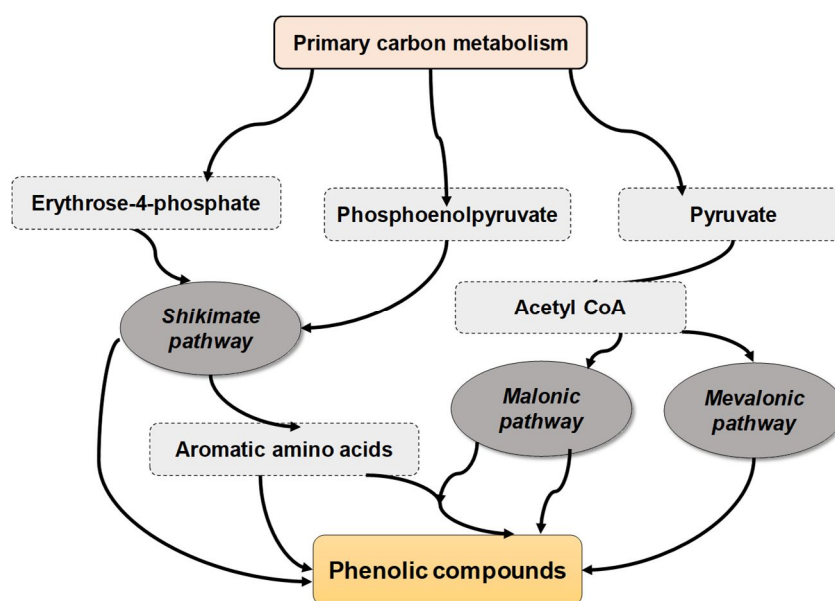 Primary carbon metabolism
Erythrose-4-phosphate
Phosphoenolpyruvate
Pyruvate
Shikimate
pathway
Acetyl CoA
Malonic
pathway
Mevalonic
pathway
Aromatic amino acids
Phenolic compounds